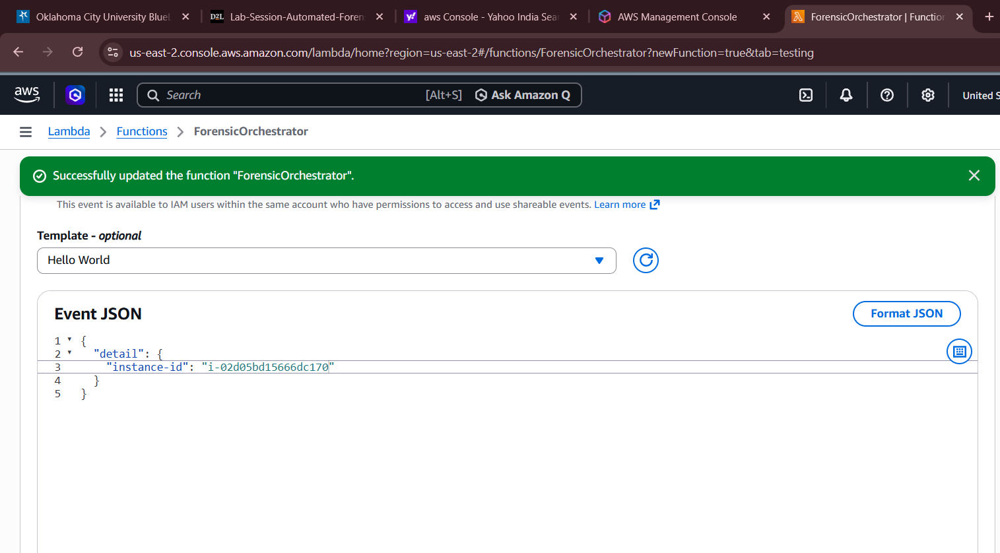 Oklahoma City University Blue
D2L Lab-Session-Automated-Foren
y! aws Console - Yahoo India Sea
AWS Management Console
ForensicOrchestrator | Function
us-east-2.console.aws.amazon.com/lambda/home?region=us-east-2#/functions/ForensicOrchestrator?newFunction=true&tab=testing
aws
Search
[Alt+S]
Ask Amazon Q
United S
Lambda
Functions
ForensicOrchestrator
Successfully updated the function "ForensicOrchestrator".
This event is available to IAM users within the same account who have permissions to access and use shareable events. Learn more
Template - optional
Hello World
Event JSON
Format JSON
1 {
2 "detail": {
3 "instance-id": "i-02d05bd15666dc170"
4 }
5 }